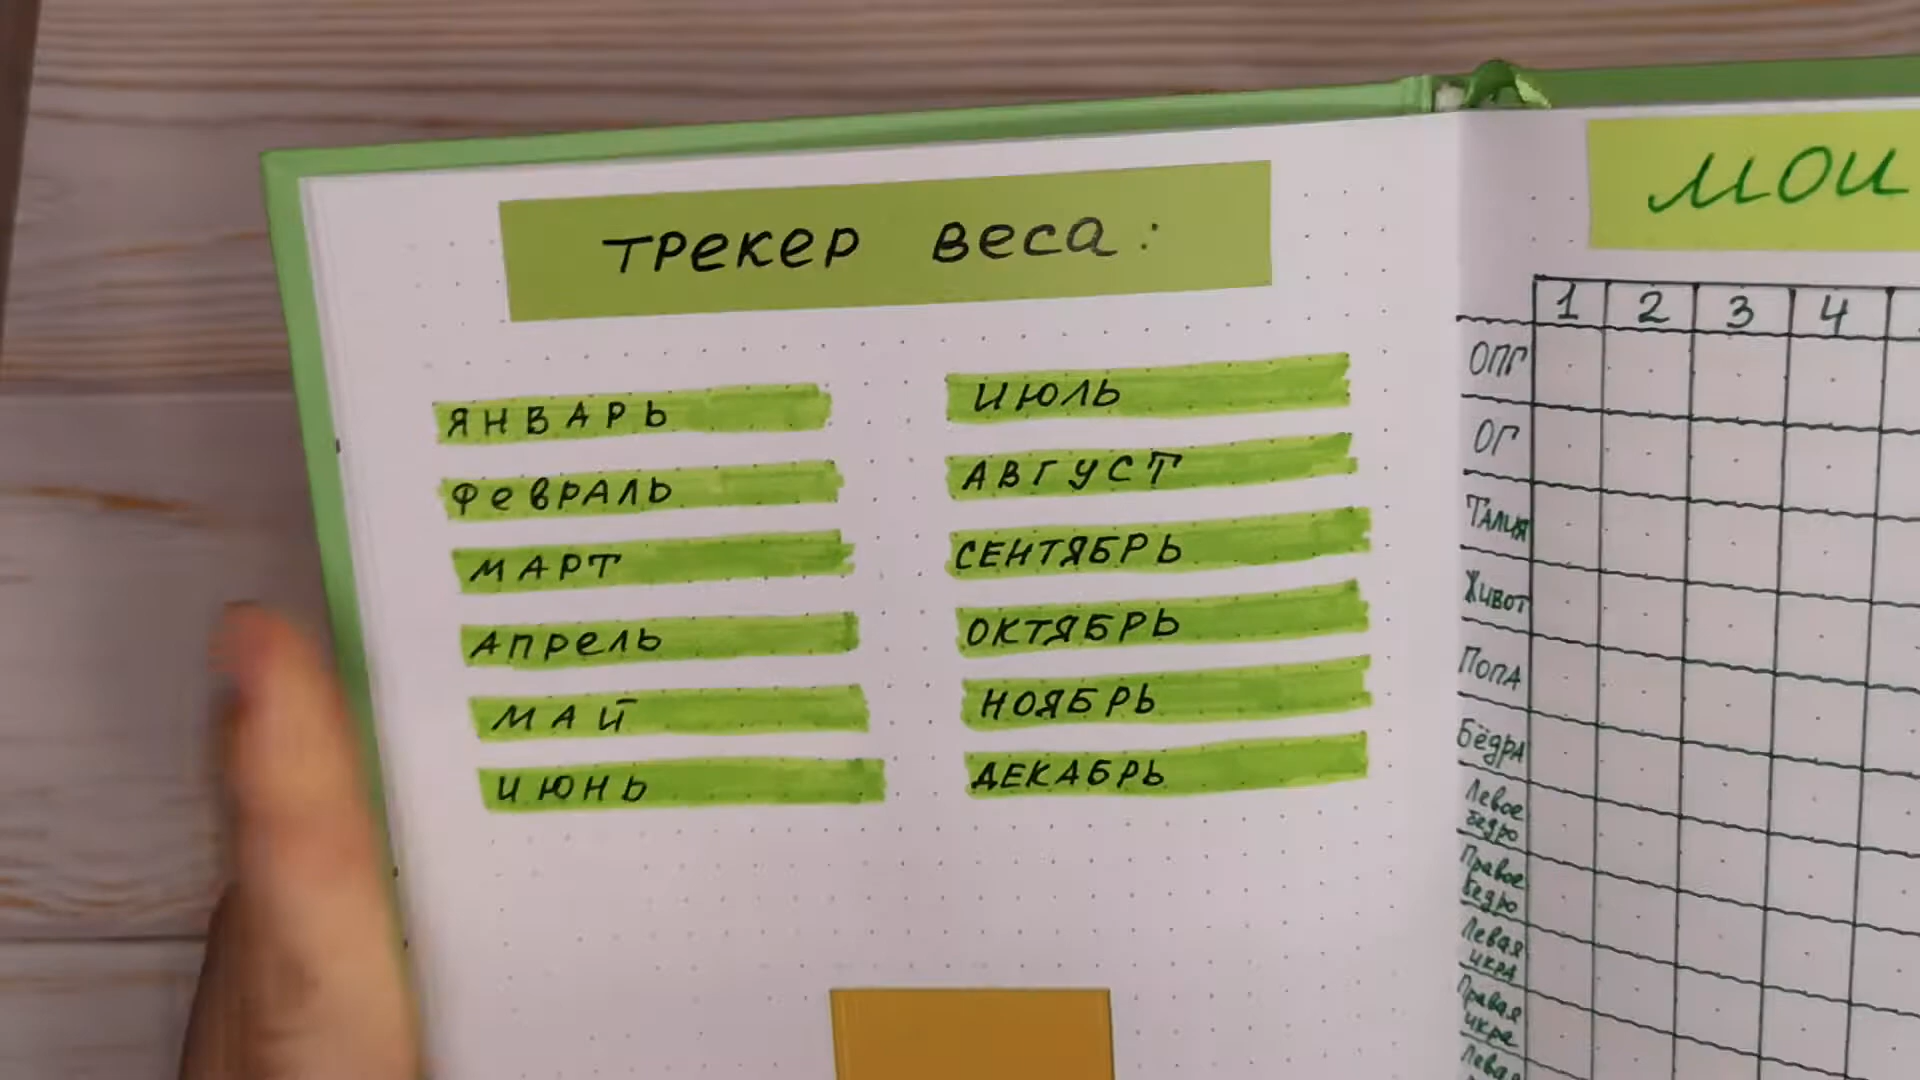 ТРЕКЕР ВЕСА:
ЯНВАРЬ
ФЕВРАЛЬ
МАРТ
АПРЕЛЬ
МАЙ
ИЮНЬ
ИЮЛЬ
АВГУСТ
СЕНТЯБРЬ
ОКТЯБРЬ
НОЯБРЬ
ДЕКАБРЬ
МОИ
1 2 3 4
ОПГ
ОГ
Талия
Живот
Попа
Бёдра
Левое
бедро
Правое
бедро
Левая
икра
Правая
икра
Левая